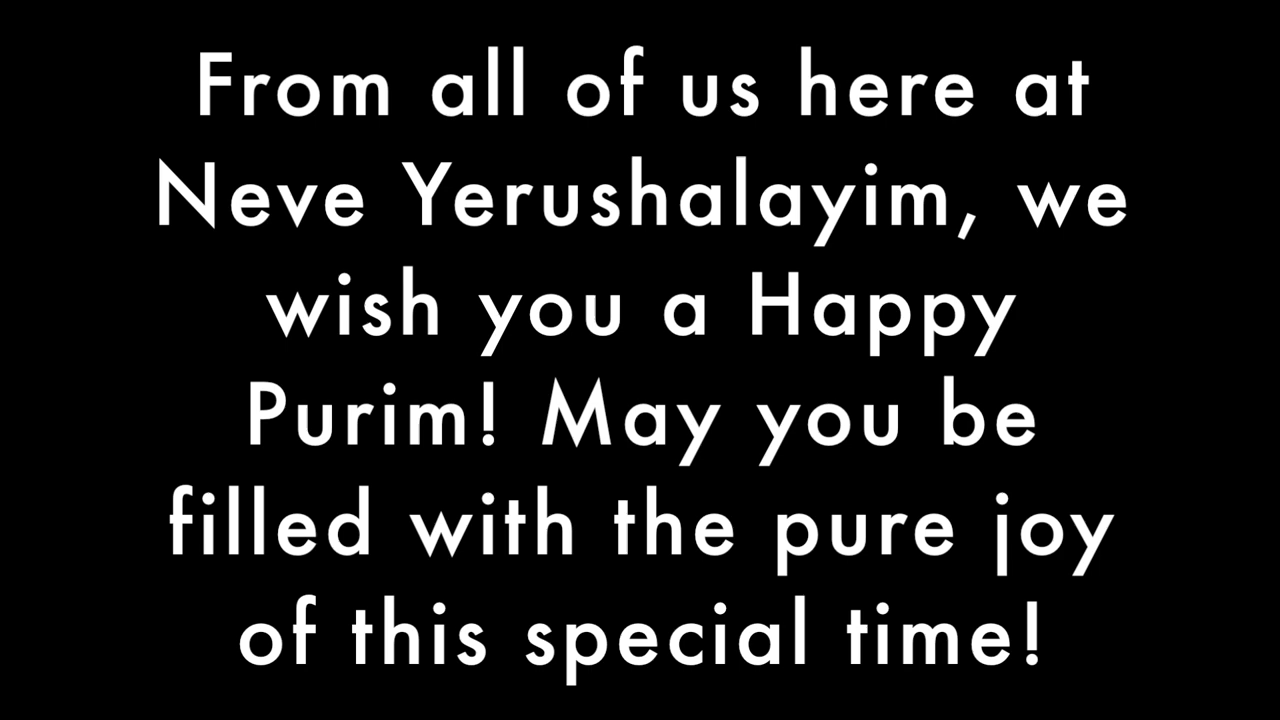 From all of us here at
Neve Yerushalayim, we
wish you a Happy
Purim! May you be
filled with the pure joy
of this special time!